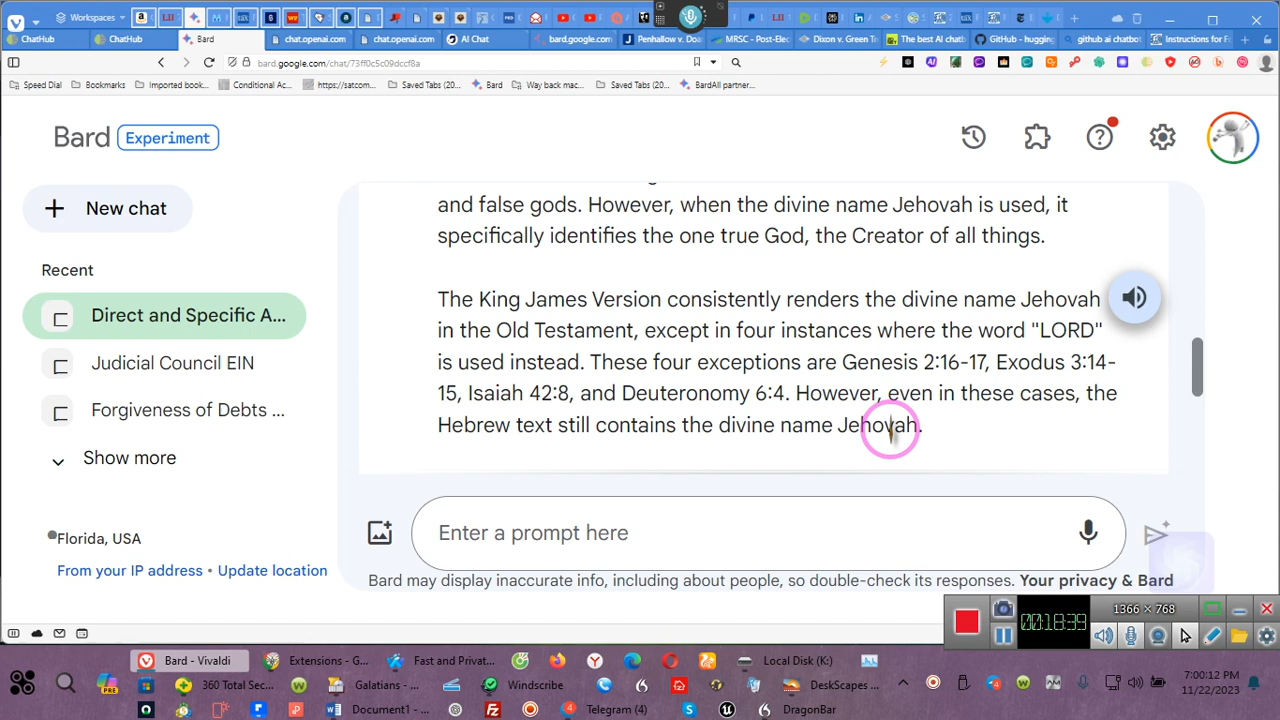 Workspaces
ChatHub
ChatHub
Bard
chat.openai.com
chat.openai.com
AI Chat
bard.google.com
Penhallow v. Doa
MRSC - Post-Elec
Dixon v. Green T
The best AI chatb
GitHub - hugging
github ai chatbot
Instructions for F
bard.google.com/chat/73ff0c5c09dccf8a
Speed Dial
Bookmarks
Imported book...
Conditional Ac...
https://satcom...
Saved Tabs (20...
Bard
Way back mac...
Saved Tabs (20...
BardAll partner...
Bard
Experiment
New chat
Recent
Direct and Specific A...
Judicial Council EIN
Forgiveness of Debts ...
Show more
Florida, USA
From your IP address • Update location
and false gods. However, when the divine name Jehovah is used, it
specifically identifies the one true God, the Creator of all things.
The King James Version consistently renders the divine name Jehovah
in the Old Testament, except in four instances where the word "LORD"
is used instead. These four exceptions are Genesis 2:16-17, Exodus 3:14-
15, Isaiah 42:8, and Deuteronomy 6:4. However, even in these cases, the
Hebrew text still contains the divine name Jehovah.
Enter a prompt here
Bard may display inaccurate info, including about people, so double-check its responses. Your privacy & Bard
1366 x 768
00:18:39
Bard - Vivaldi
Extensions - G...
Fast and Privat...
Local Disk (K:)
7:00:12 PM
360 Total Sec...
Galatians - ...
Windscribe
DeskScapes ...
11/22/2023
Document1 - ...
Telegram (4)
DragonBar